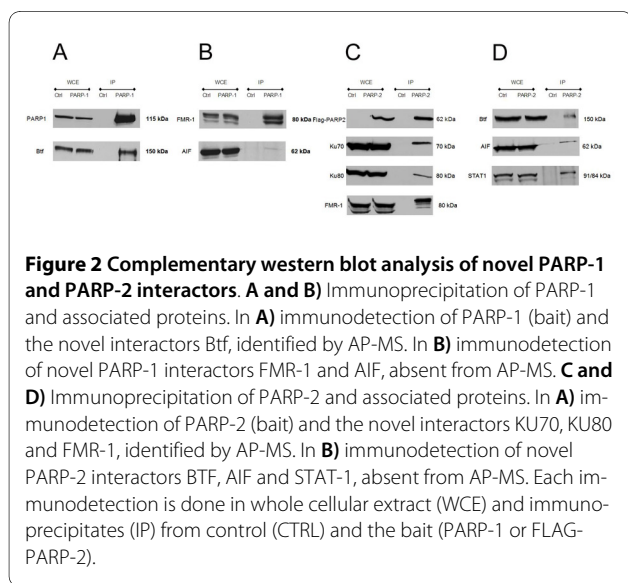 A
B
C
D
WCE IP
WCE IP
WCE IP
WCE IP
Ctrl PARP-1 Ctrl PARP-1
Ctrl PARP-1 Ctrl PARP-1
Ctrl PARP-2 Ctrl PARP-2
Ctrl PARP-2 Ctrl PARP-2
PARP1 115 kDa
Btf 150 kDa
FMR-1 80 kDa
AIF 62 kDa
Flag-PARP2 62 kDa
Ku70 70 kDa
Ku80 80 kDa
FMR-1 80 kDa
Btf 150 kDa
AIF 62 kDa
STAT1 91/84 kDa
Figure 2 Complementary western blot analysis of novel PARP-1
and PARP-2 interactors. A and B) Immunoprecipitation of PARP-1
and associated proteins. In A) immunodetection of PARP-1 (bait) and
the novel interactors Btf, identified by AP-MS. In B) immunodetection
of novel PARP-1 interactors FMR-1 and AIF, absent from AP-MS. C and
D) Immunoprecipitation of PARP-2 and associated proteins. In A) im-
munodetection of PARP-2 (bait) and the novel interactors KU70, KU80
and FMR-1, identified by AP-MS. In B) immunodetection of novel
PARP-2 interactors BTF, AIF and STAT-1, absent from AP-MS. Each im-
munodetection is done in whole cellular extract (WCE) and immuno-
precipitates (IP) from control (CTRL) and the bait (PARP-1 or FLAG-
PARP-2).